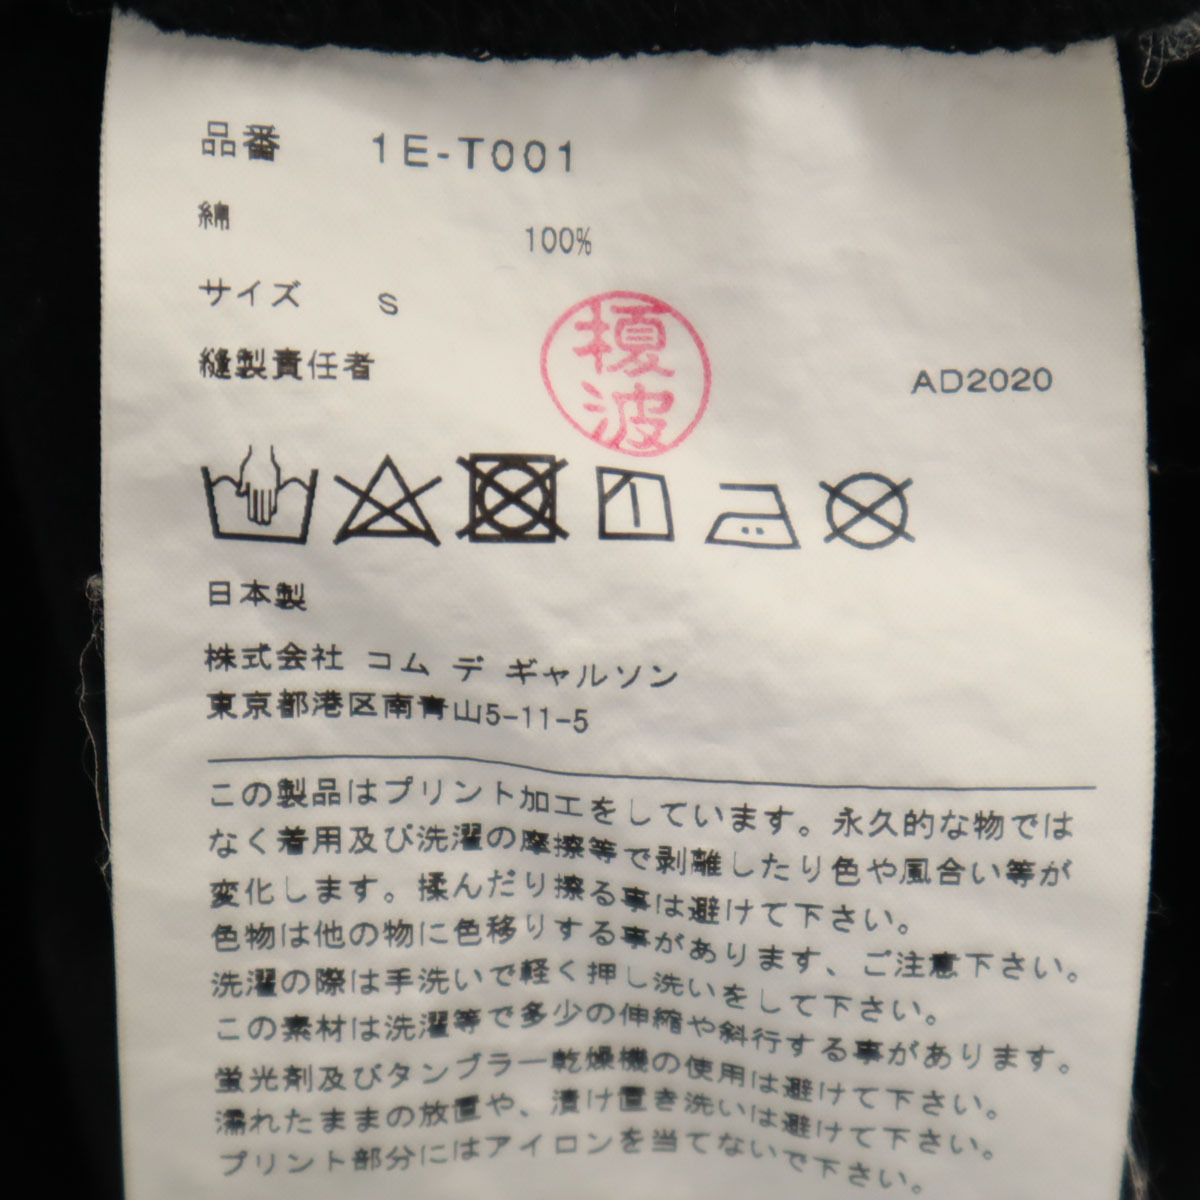 品番 1E-T001
綿 100%
サイズ S
縫製責任者 榎波
AD2020
日本製
株式会社 コム デ ギャルソン
東京都港区南青山5-11-5
この製品はプリント加工をしています。永久的な物では
なく着用及び洗濯の摩擦等で剥離したり色や風合い等が
変化します。揉んだり擦る事は避けて下さい。
色物は他の物に色移りする事があります、ご注意下さい。
洗濯の際は手洗いで軽く押し洗いをして下さい。
この素材は洗濯等で多少の伸縮や斜行する事があります。
蛍光剤及びタンブラー乾燥機の使用は避けて下さい。
濡れたままの放置や、漬け置き洗いは避けて下さい。
プリント部分にはアイロンを当てないで下さい。